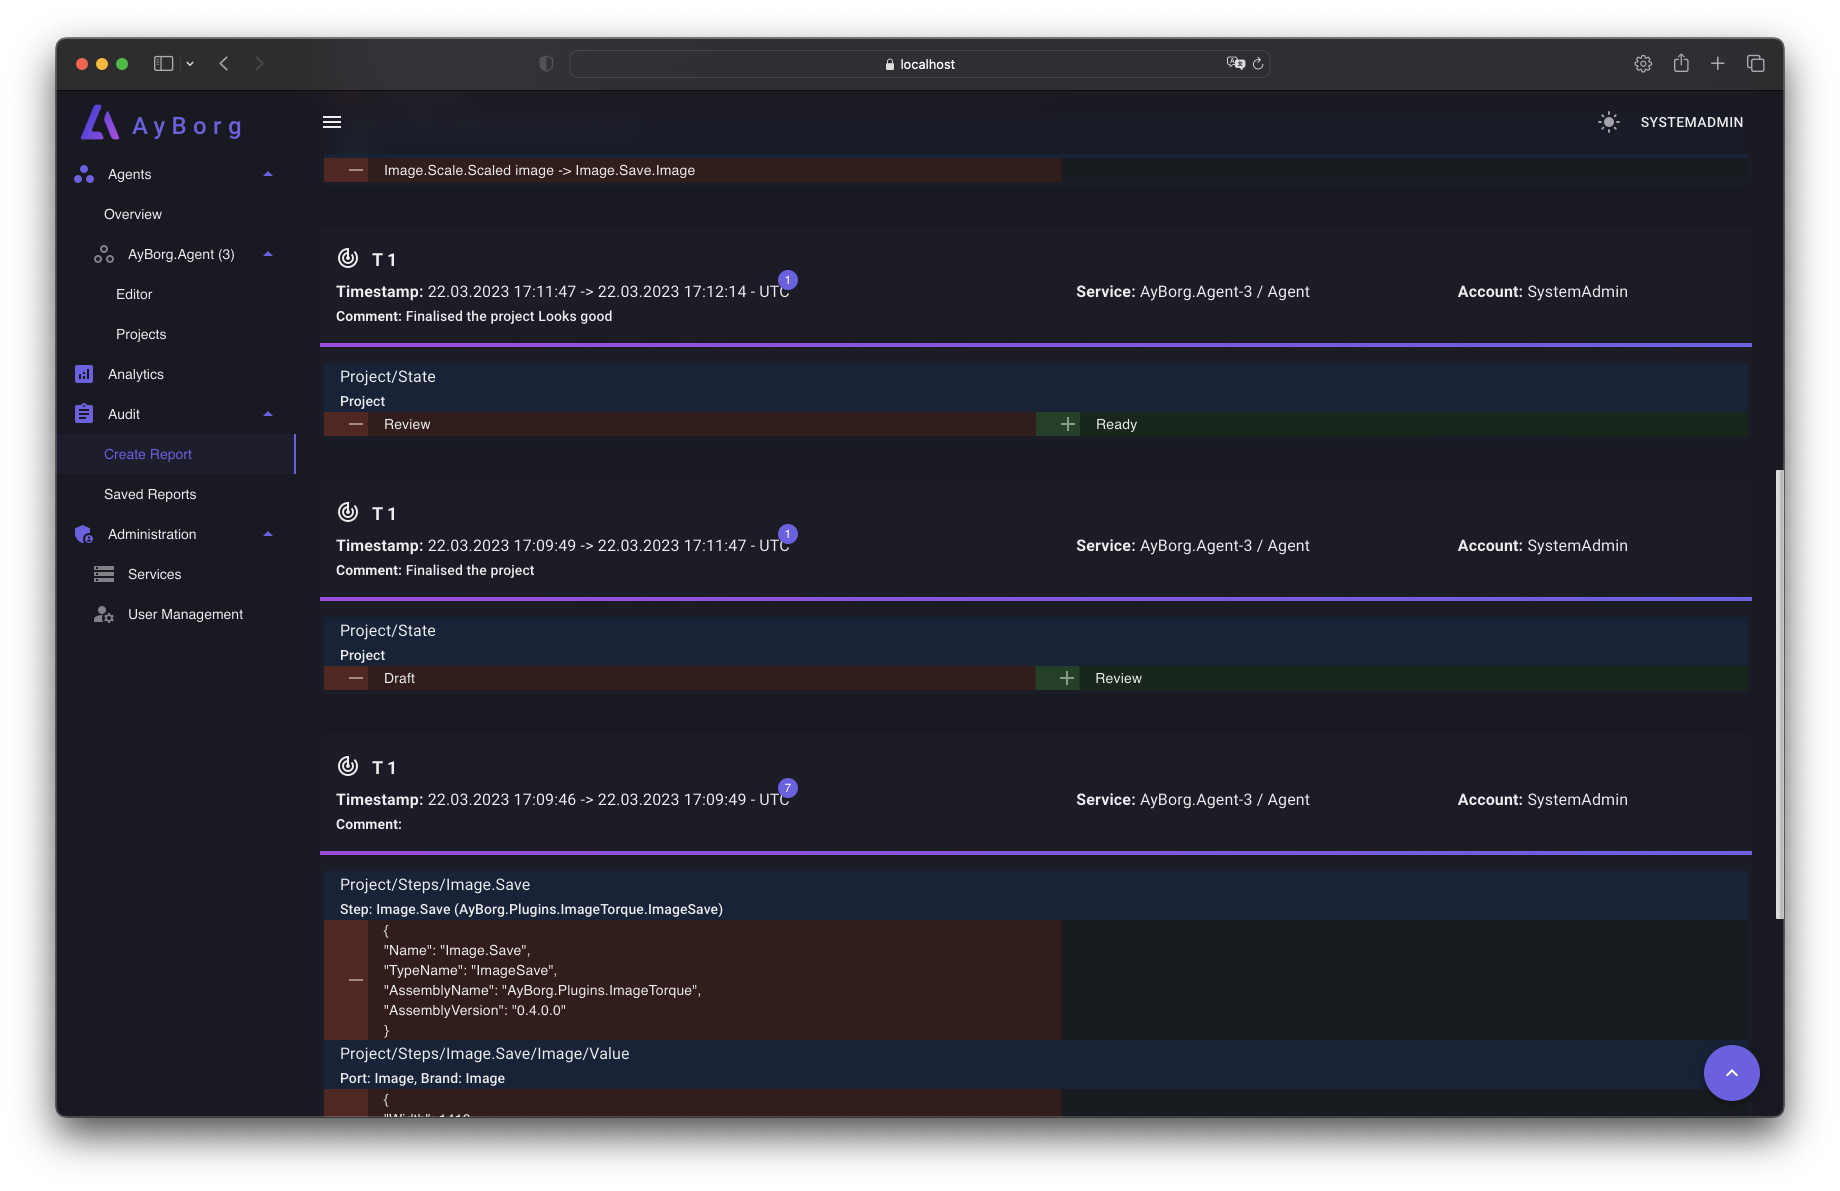 localhost
AyBorg
SYSTEMADMIN
Agents
Overview
AyBorg.Agent (3)
Editor
Projects
Analytics
Audit
Create Report
Saved Reports
Administration
Services
User Management
Image.Scale.Scaled image -> Image.Save.Image
T 1
Timestamp: 22.03.2023 17:11:47 -> 22.03.2023 17:12:14 - UTC 1 Service: AyBorg.Agent-3 / Agent Account: SystemAdmin
Comment: Finalised the project Looks good
Project/State
Project
— Review + Ready
T 1
Timestamp: 22.03.2023 17:09:49 -> 22.03.2023 17:11:47 - UTC 1 Service: AyBorg.Agent-3 / Agent Account: SystemAdmin
Comment: Finalised the project
Project/State
Project
— Draft + Review
T 1
Timestamp: 22.03.2023 17:09:46 -> 22.03.2023 17:09:49 - UTC 7 Service: AyBorg.Agent-3 / Agent Account: SystemAdmin
Comment:
Project/Steps/Image.Save
Step: Image.Save (AyBorg.Plugins.ImageTorque.ImageSave)
{
"Name": "Image.Save",
"TypeName": "ImageSave",
"AssemblyName": "AyBorg.Plugins.ImageTorque",
"AssemblyVersion": "0.4.0.0"
}
Project/Steps/Image.Save/Image/Value
Port: Image, Brand: Image
{